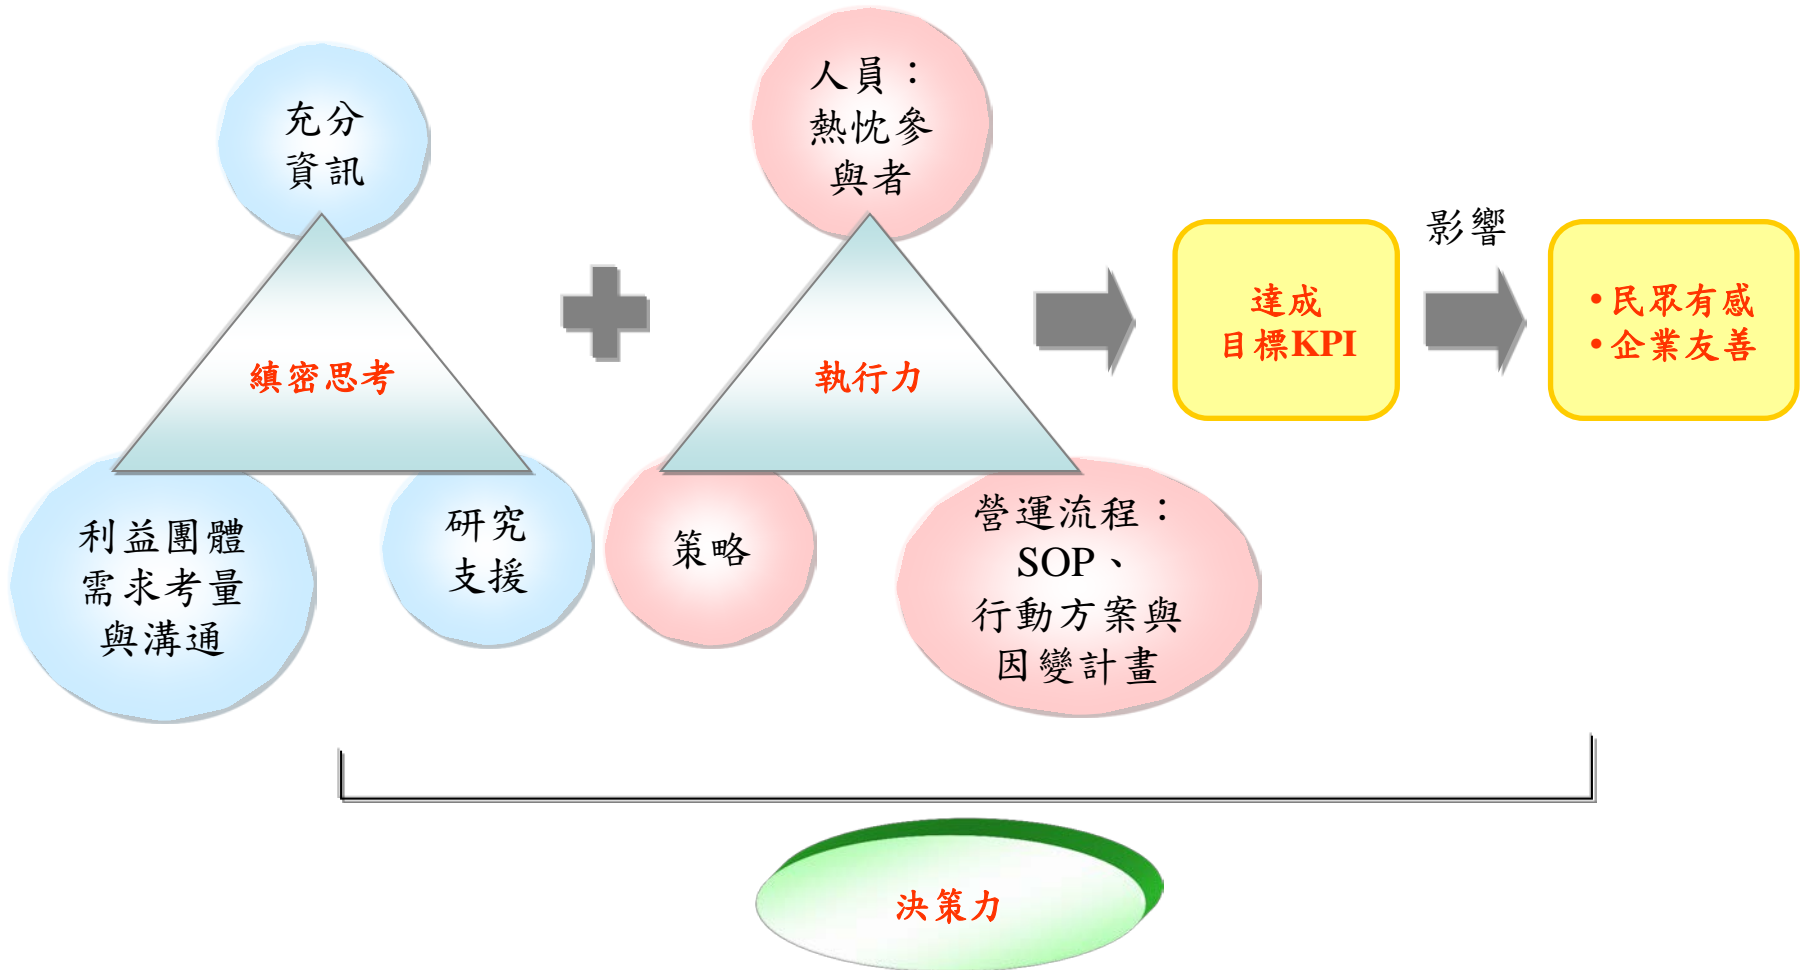 充分
資訊
縝密思考
利益團體
需求考量
與溝通
研究
支援
人員：
熱忱參
與者
執行力
策略
營運流程：
SOP、
行動方案與
因變計畫
達成
目標KPI
影響
•民眾有感
•企業友善
決策力